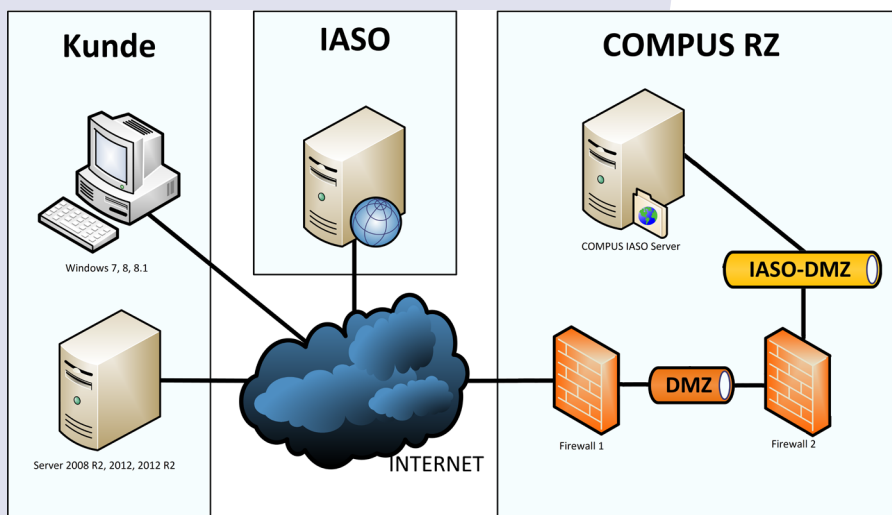 Kunde
IASO
COMPUS RZ
Windows 7, 8, 8.1
COMPUS IASO Server
IASO-DMZ
DMZ
Firewall 1
Firewall 2
Server 2008 R2, 2012, 2012 R2
INTERNET